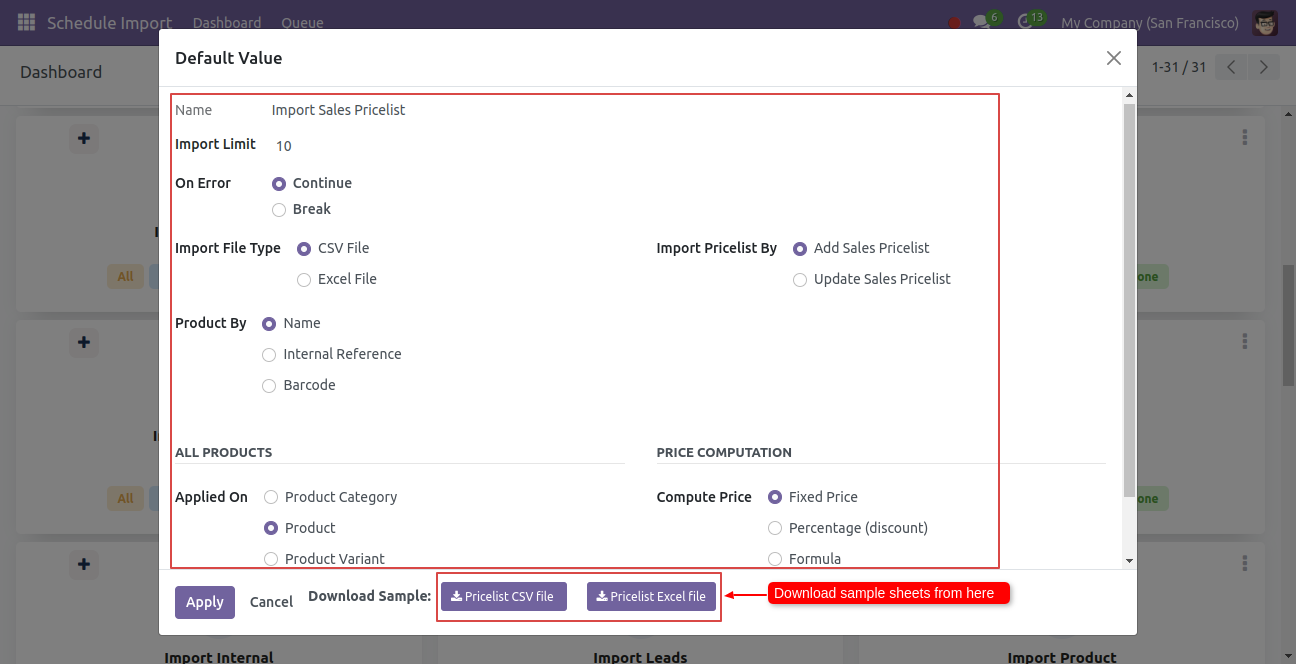 Schedule Import Dashboard Queue 6 13 My Company (San Francisco)
Dashboard 1-31 / 31
Default Value
Name Import Sales Pricelist
Import Limit 10
On Error Continue
Break
Import File Type CSV File Import Pricelist By Add Sales Pricelist
Excel File Update Sales Pricelist
All
Product By Name
Internal Reference
Barcode
ALL PRODUCTS PRICE COMPUTATION
Applied On Product Category Compute Price Fixed Price
All
Product Percentage (discount)
Product Variant Formula
Apply Cancel Download Sample: Pricelist CSV file Pricelist Excel file Download sample sheets from here
Import Internal Import Leads Import Product